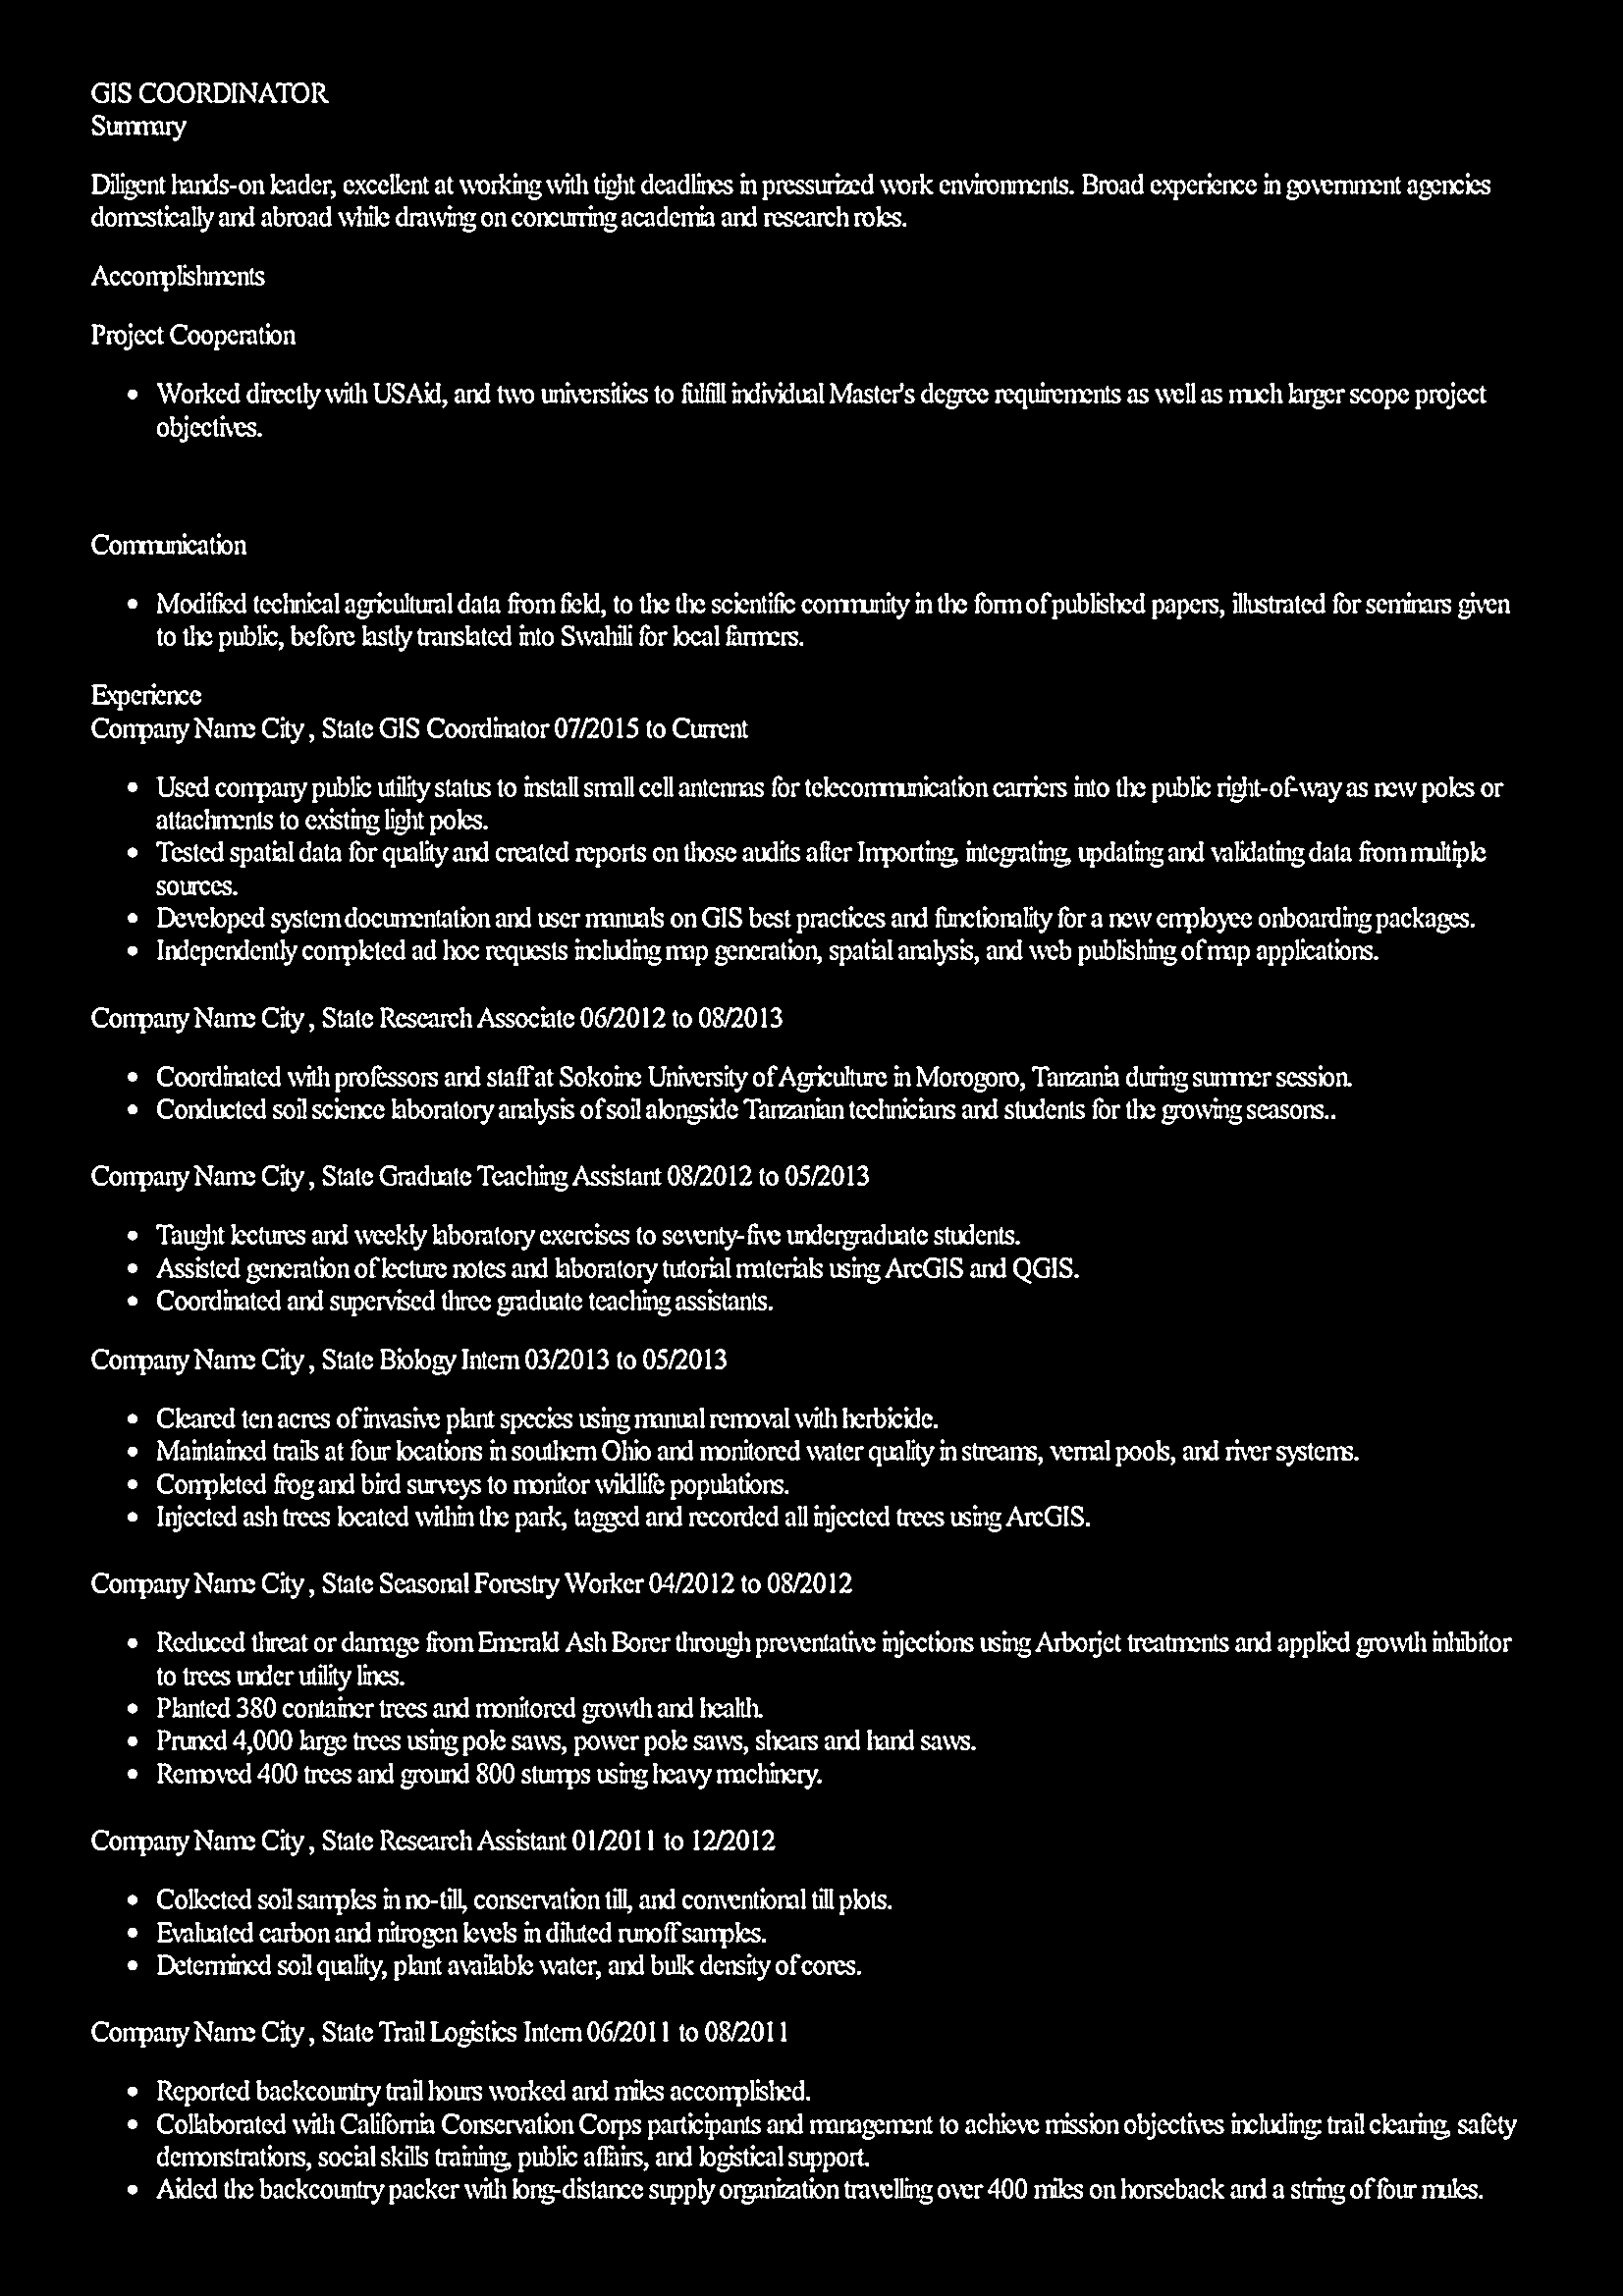 GIS COORDINATOR
Summary
Diligent hands-on leader, excellent at working with tight deadlines in pressurized work environments. Broad experience in government agencies
domestically and abroad while drawing on concurring academia and research roles.
Accomplishments
Project Cooperation
• Worked directly with USAid, and two universities to fulfill individual Master's degree requirements as well as much larger scope project
objectives.
Communication
• Modified technical agricultural data from field, to the the scientific community in the form of published papers, illustrated for seminars given
to the public, before lastly translated into Swahili for local farmers.
Experience
Company Name City , State GIS Coordinator 07/2015 to Current
• Used company public utility status to install small cell antennas for telecommunication carriers into the public right-of-way as new poles or
attachments to existing light poles.
• Tested spatial data for quality and created reports on those audits after Importing, integrating, updating and validating data from multiple
sources.
• Developed system documentation and user manuals on GIS best practices and functionality for a new employee onboarding packages.
• Independently completed ad hoc requests including map generation, spatial analysis, and web publishing of map applications.
Company Name City , State Research Associate 06/2012 to 08/2013
• Coordinated with professors and staff at Sokoine University of Agriculture in Morogoro, Tanzania during summer session.
• Conducted soil science laboratory analysis of soil alongside Tanzanian technicians and students for the growing seasons..
Company Name City , State Graduate Teaching Assistant 08/2012 to 05/2013
• Taught lectures and weekly laboratory exercises to seventy-five undergraduate students.
• Assisted generation of lecture notes and laboratory tutorial materials using ArcGIS and QGIS.
• Coordinated and supervised three graduate teaching assistants.
Company Name City , State Biology Intern 03/2013 to 05/2013
• Cleared ten acres of invasive plant species using manual removal with herbicide.
• Maintained trails at four locations in southern Ohio and monitored water quality in streams, vernal pools, and river systems.
• Completed frog and bird surveys to monitor wildlife populations.
• Injected ash trees located within the park, tagged and recorded all injected trees using ArcGIS.
Company Name City , State Seasonal Forestry Worker 04/2012 to 08/2012
• Reduced threat or damage from Emerald Ash Borer through preventative injections using Arborjet treatments and applied growth inhibitor
to trees under utility lines.
• Planted 380 container trees and monitored growth and health.
• Pruned 4,000 large trees using pole saws, power pole saws, shears and hand saws.
• Removed 400 trees and ground 800 stumps using heavy machinery.
Company Name City , State Research Assistant 01/2011 to 12/2012
• Collected soil samples in no-till, conservation till, and conventional till plots.
• Evaluated carbon and nitrogen levels in diluted runoff samples.
• Determined soil quality, plant available water, and bulk density of cores.
Company Name City , State Trail Logistics Intern 06/2011 to 08/2011
• Reported backcountry trail hours worked and miles accomplished.
• Collaborated with California Conservation Corps participants and management to achieve mission objectives including: trail clearing, safety
demonstrations, social skills training, public affairs, and logistical support.
• Aided the backcountry packer with long-distance supply organization travelling over 400 miles on horseback and a string of four mules.